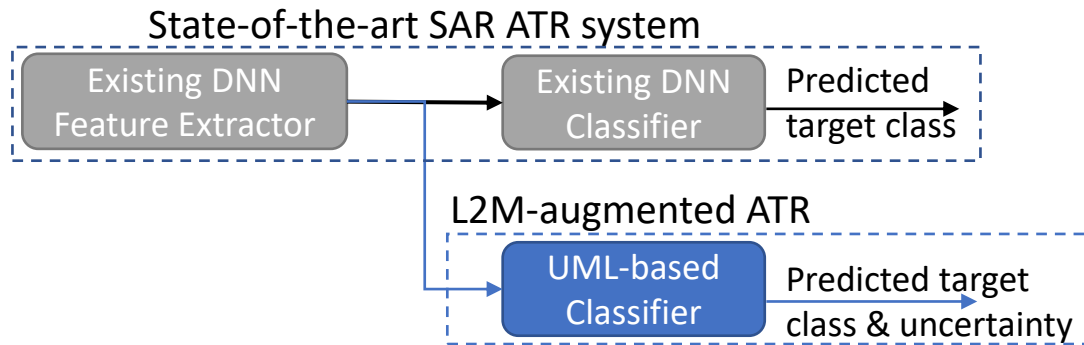 State-of-the-art SAR ATR system
Existing DNN
Feature Extractor
Existing DNN
Classifier
Predicted
target class
L2M-augmented ATR
UML-based
Classifier
Predicted target
class & uncertainty